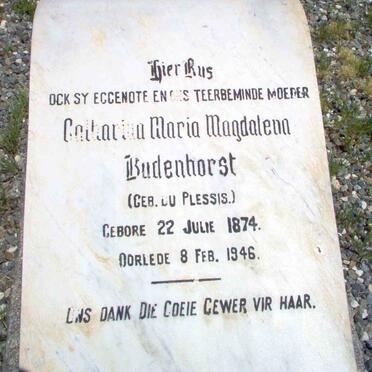 Hier Rus
OOK SY EGGENOTE EN ONS TEERBEMINDE MOEDER
Catharina Maria Magdalena
Budenhorst
(GEB. DU PLESSIS.)
GEBORE 22 JULIE 1874.
OORLEDE 8 FEB. 1946.
ONS DANK DIE GOEIE GEWER VIR HAAR.